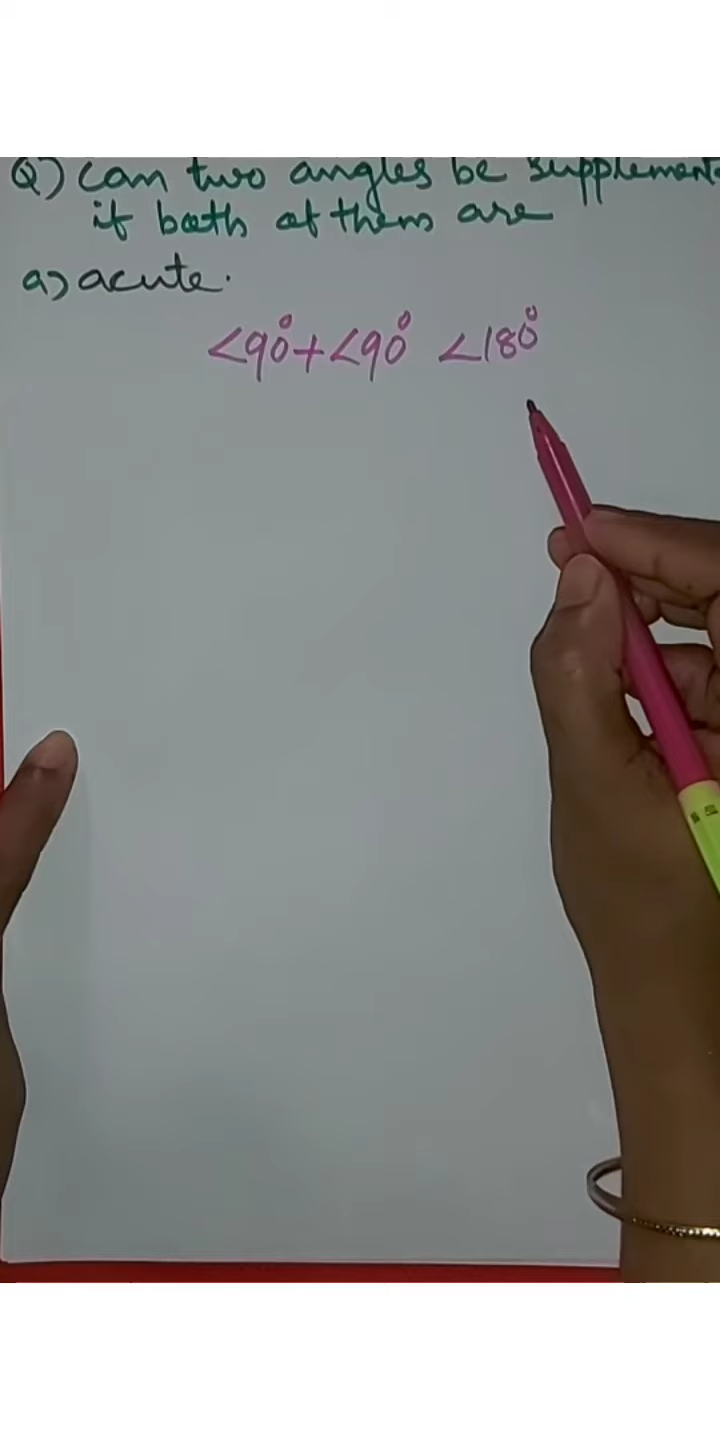 Q) Can two angles be supplement
if both of them are
a) acute.
<90° + <90° <180°